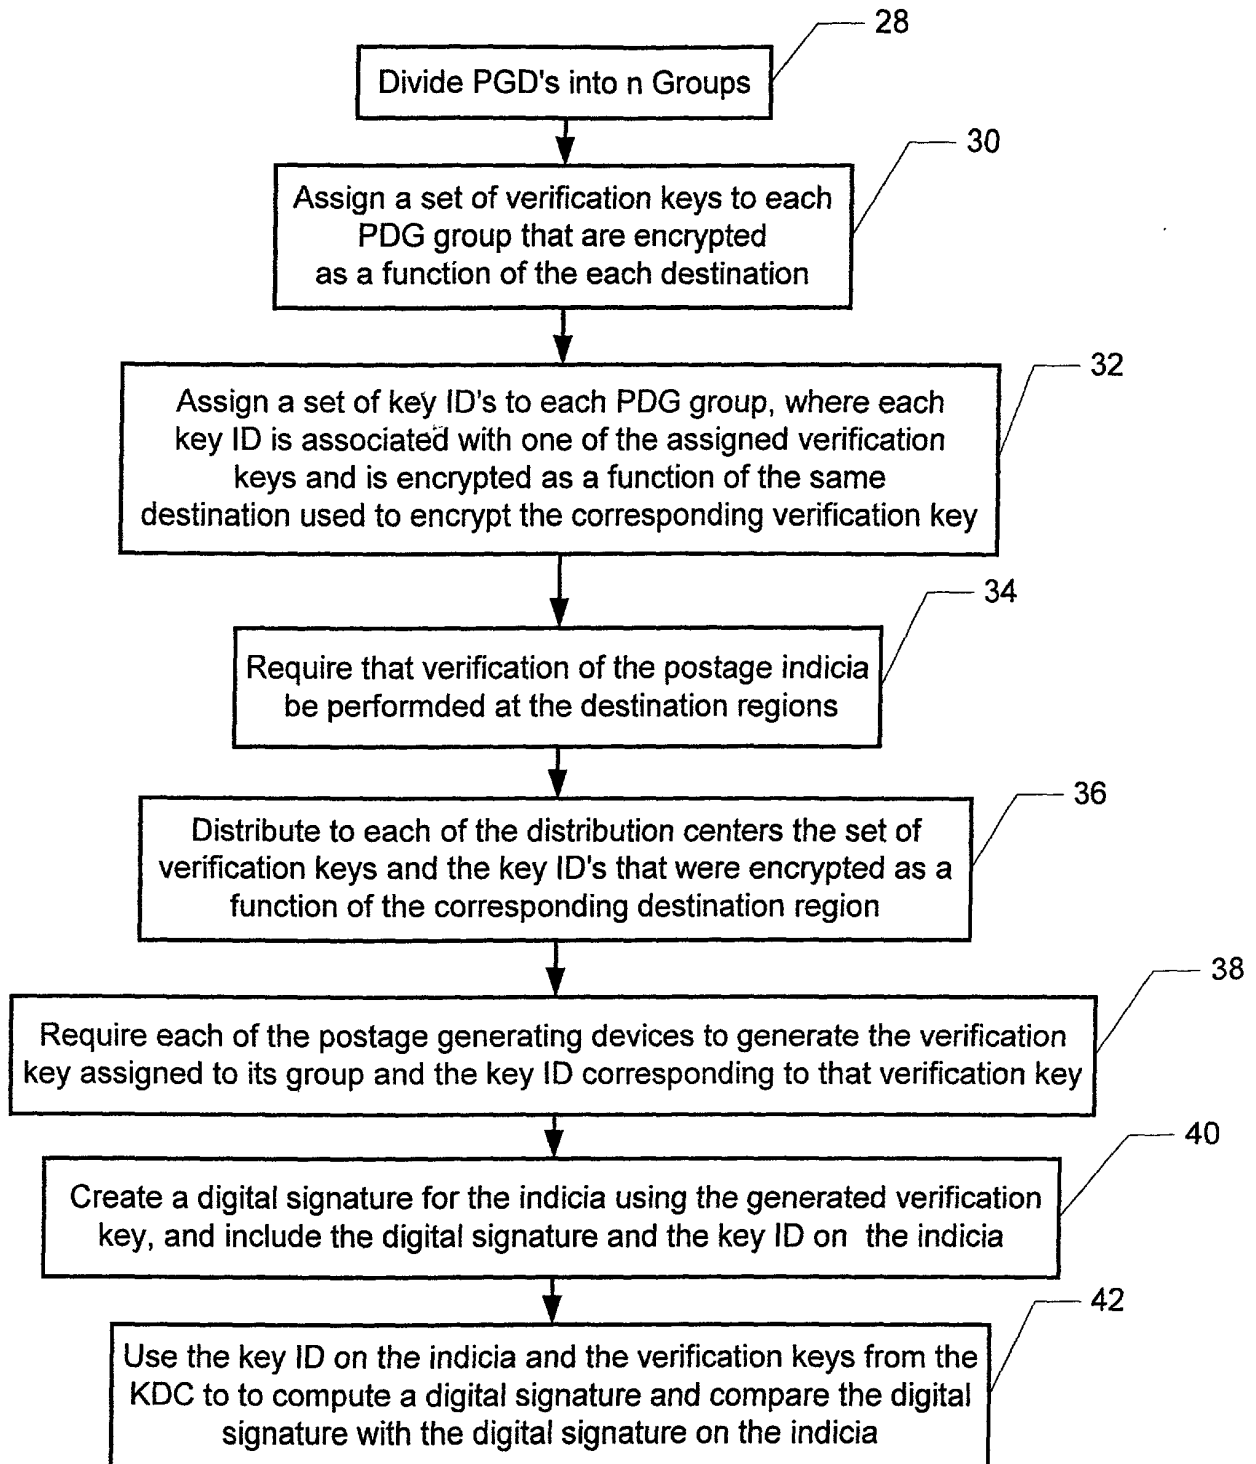 28
Divide PGD's into n Groups
30
Assign a set of verification keys to each
PDG group that are encrypted
as a function of the each destination
32
Assign a set of key ID's to each PDG group, where each
key ID is associated with one of the assigned verification
keys and is encrypted as a function of the same
destination used to encrypt the corresponding verification key
34
Require that verification of the postage indicia
be performded at the destination regions
36
Distribute to each of the distribution centers the set of
verification keys and the key ID's that were encrypted as a
function of the corresponding destination region
38
Require each of the postage generating devices to generate the verification
key assigned to its group and the key ID corresponding to that verification key
40
Create a digital signature for the indicia using the generated verification
key, and include the digital signature and the key ID on the indicia
42
Use the key ID on the indicia and the verification keys from the
KDC to to compute a digital signature and compare the digital
signature with the digital signature on the indicia